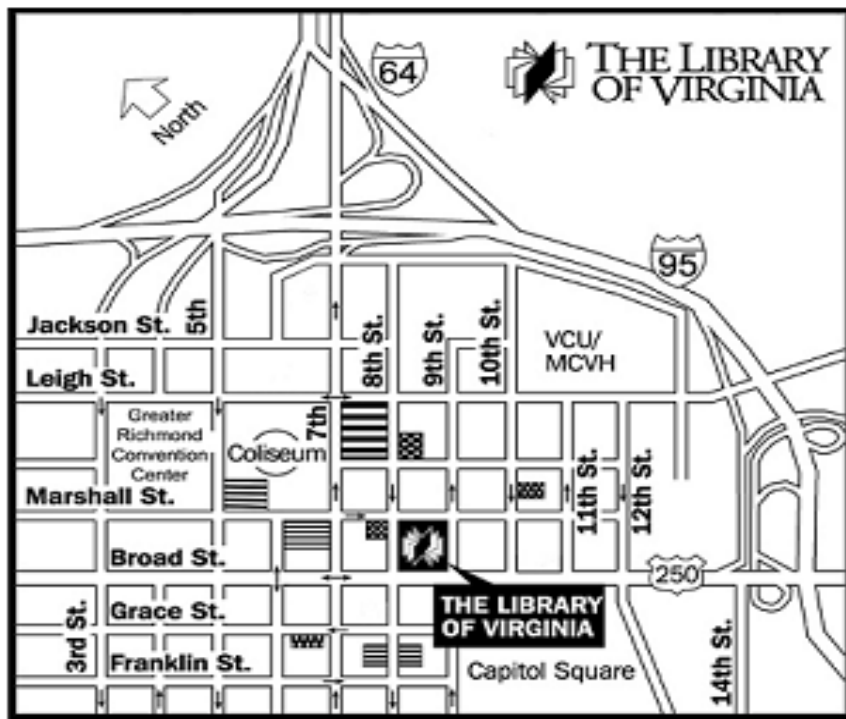 64
THE LIBRARY
OF VIRGINIA
North
95
5th
Jackson St.
8th St.
9th St.
10th St.
VCU/
MCVH
Leigh St.
Greater
Richmond
Convention
Center
Coliseum
7th
Marshall St.
11th St.
12th St.
Broad St.
250
THE LIBRARY
OF VIRGINIA
Grace St.
3rd St.
Franklin St.
Capitol Square
14th St.